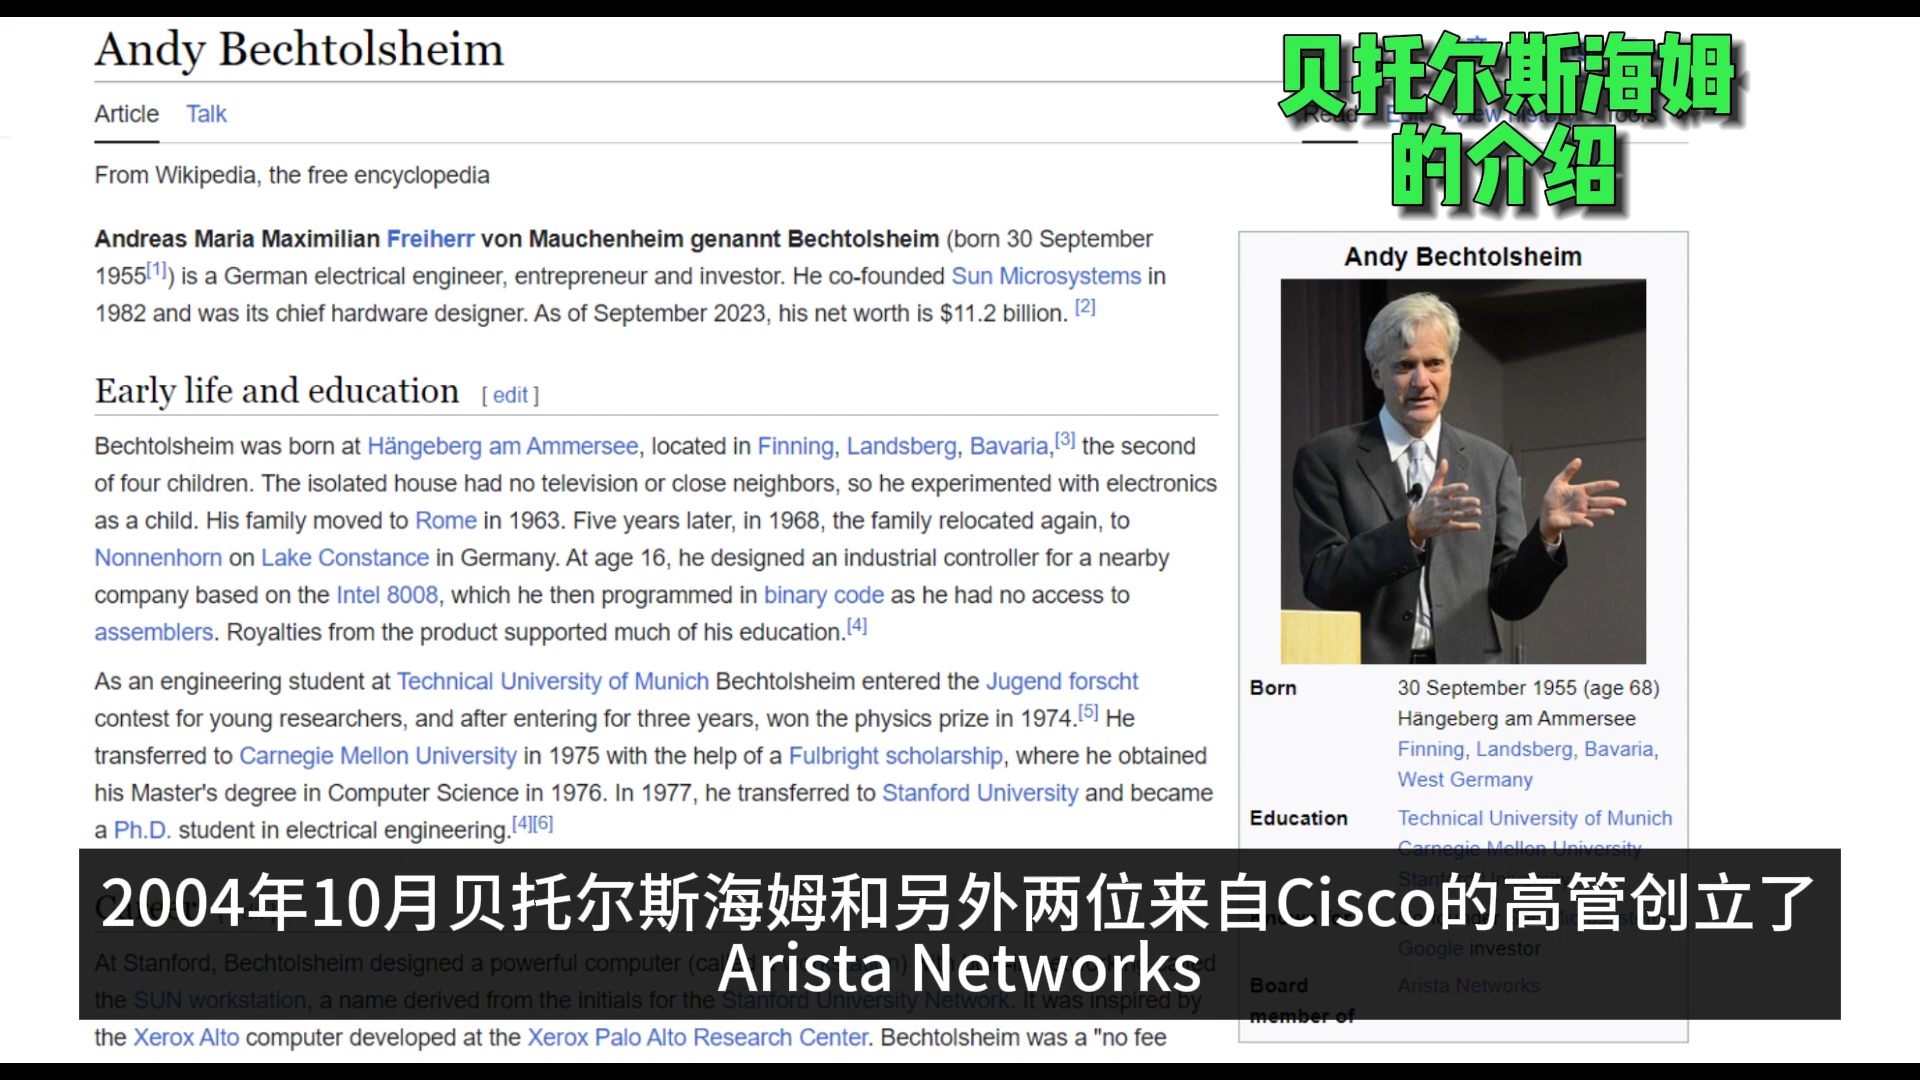 Andy Bechtolsheim
贝托尔斯海姆
的介绍
Article Talk
Read Edit View history Tools
From Wikipedia, the free encyclopedia
Andreas Maria Maximilian Freiherr von Mauchenheim genannt Bechtolsheim (born 30 September
1955[1]) is a German electrical engineer, entrepreneur and investor. He co-founded Sun Microsystems in
1982 and was its chief hardware designer. As of September 2023, his net worth is $11.2 billion. [2]
Early life and education [ edit ]
Bechtolsheim was born at Hängeberg am Ammersee, located in Finning, Landsberg, Bavaria,[3] the second
of four children. The isolated house had no television or close neighbors, so he experimented with electronics
as a child. His family moved to Rome in 1963. Five years later, in 1968, the family relocated again, to
Nonnenhorn on Lake Constance in Germany. At age 16, he designed an industrial controller for a nearby
company based on the Intel 8008, which he then programmed in binary code as he had no access to
assemblers. Royalties from the product supported much of his education.[4]
As an engineering student at Technical University of Munich Bechtolsheim entered the Jugend forscht
contest for young researchers, and after entering for three years, won the physics prize in 1974.[5] He
transferred to Carnegie Mellon University in 1975 with the help of a Fulbright scholarship, where he obtained
his Master's degree in Computer Science in 1976. In 1977, he transferred to Stanford University and became
a Ph.D. student in electrical engineering.[4][6]
At Stanford, Bechtolsheim designed a powerful computer
the SUN workstation, a name derived from the initials for the Stanford University Network. It was inspired by
the Xerox Alto computer developed at the Xerox Palo Alto Research Center. Bechtolsheim was a "no fee
Andy Bechtolsheim
Born 30 September 1955 (age 68)
Hängeberg am Ammersee
Finning, Landsberg, Bavaria,
West Germany
Education Technical University of Munich
Carnegie Mellon University
Google investor
Board Arista Networks
member of
2004年10月贝托尔斯海姆和另外两位来自Cisco的高管创立了
Arista Networks